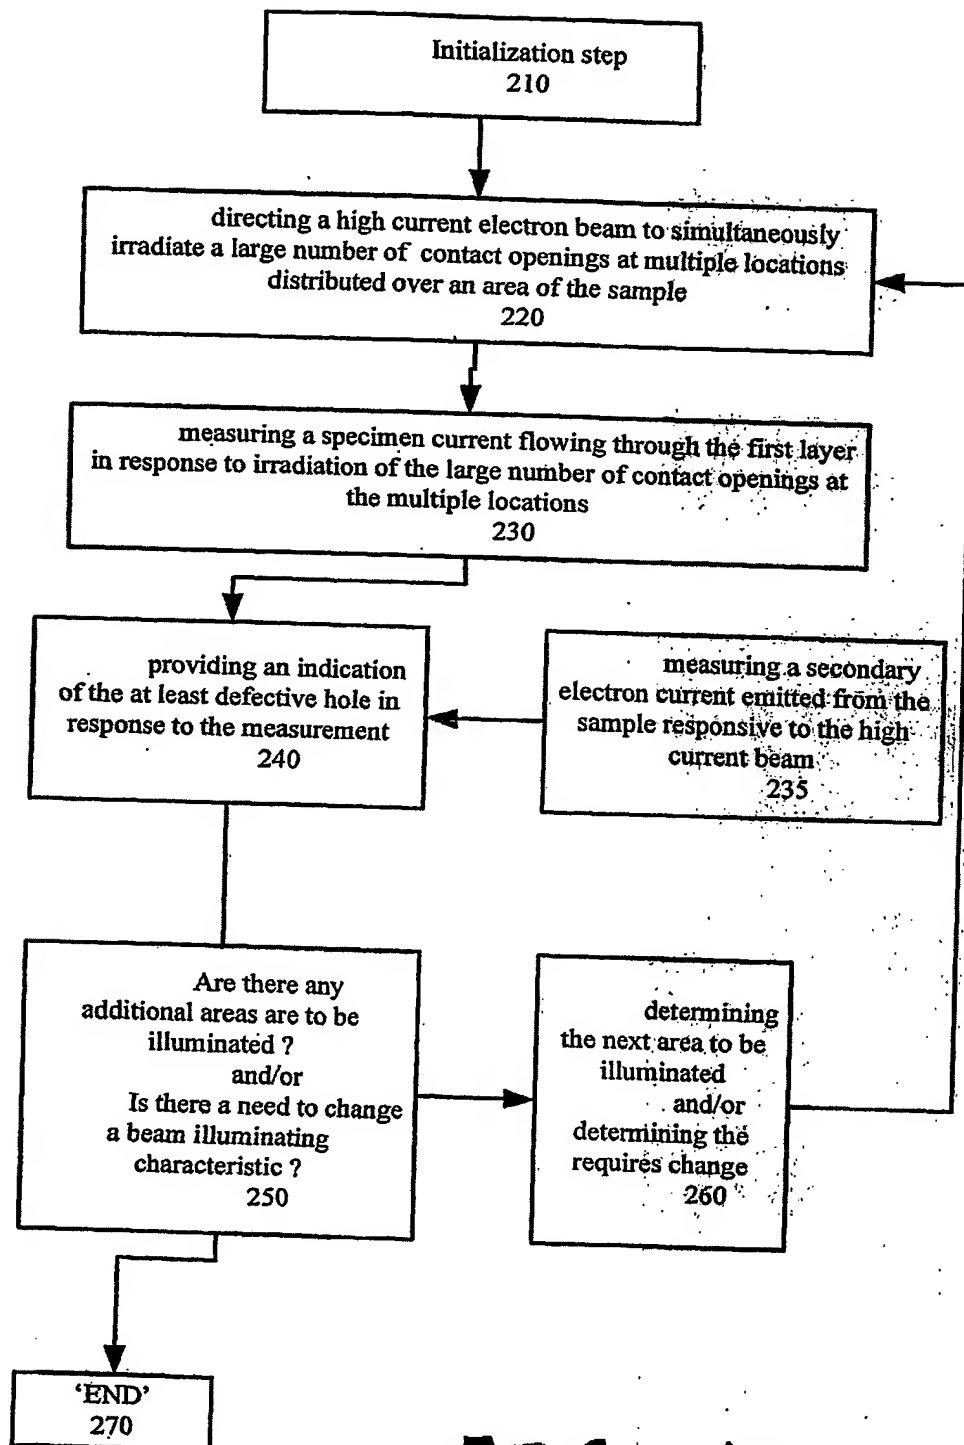 Initialization step
210
directing a high current electron beam to simultaneously
irradiate a large number of contact openings at multiple locations
distributed over an area of the sample
220
measuring a specimen current flowing through the first layer
in response to irradiation of the large number of contact openings at
the multiple locations
230
providing an indication
of the at least defective hole in
response to the measurement
240
measuring a secondary
electron current emitted from the
sample responsive to the high
current beam
235
Are there any
additional areas are to be
illuminated ?
and/or
Is there a need to change
a beam illuminating
characteristic ?
250
determining
the next area to be
illuminated
and/or
determining the
requires change
260
‘END’
270